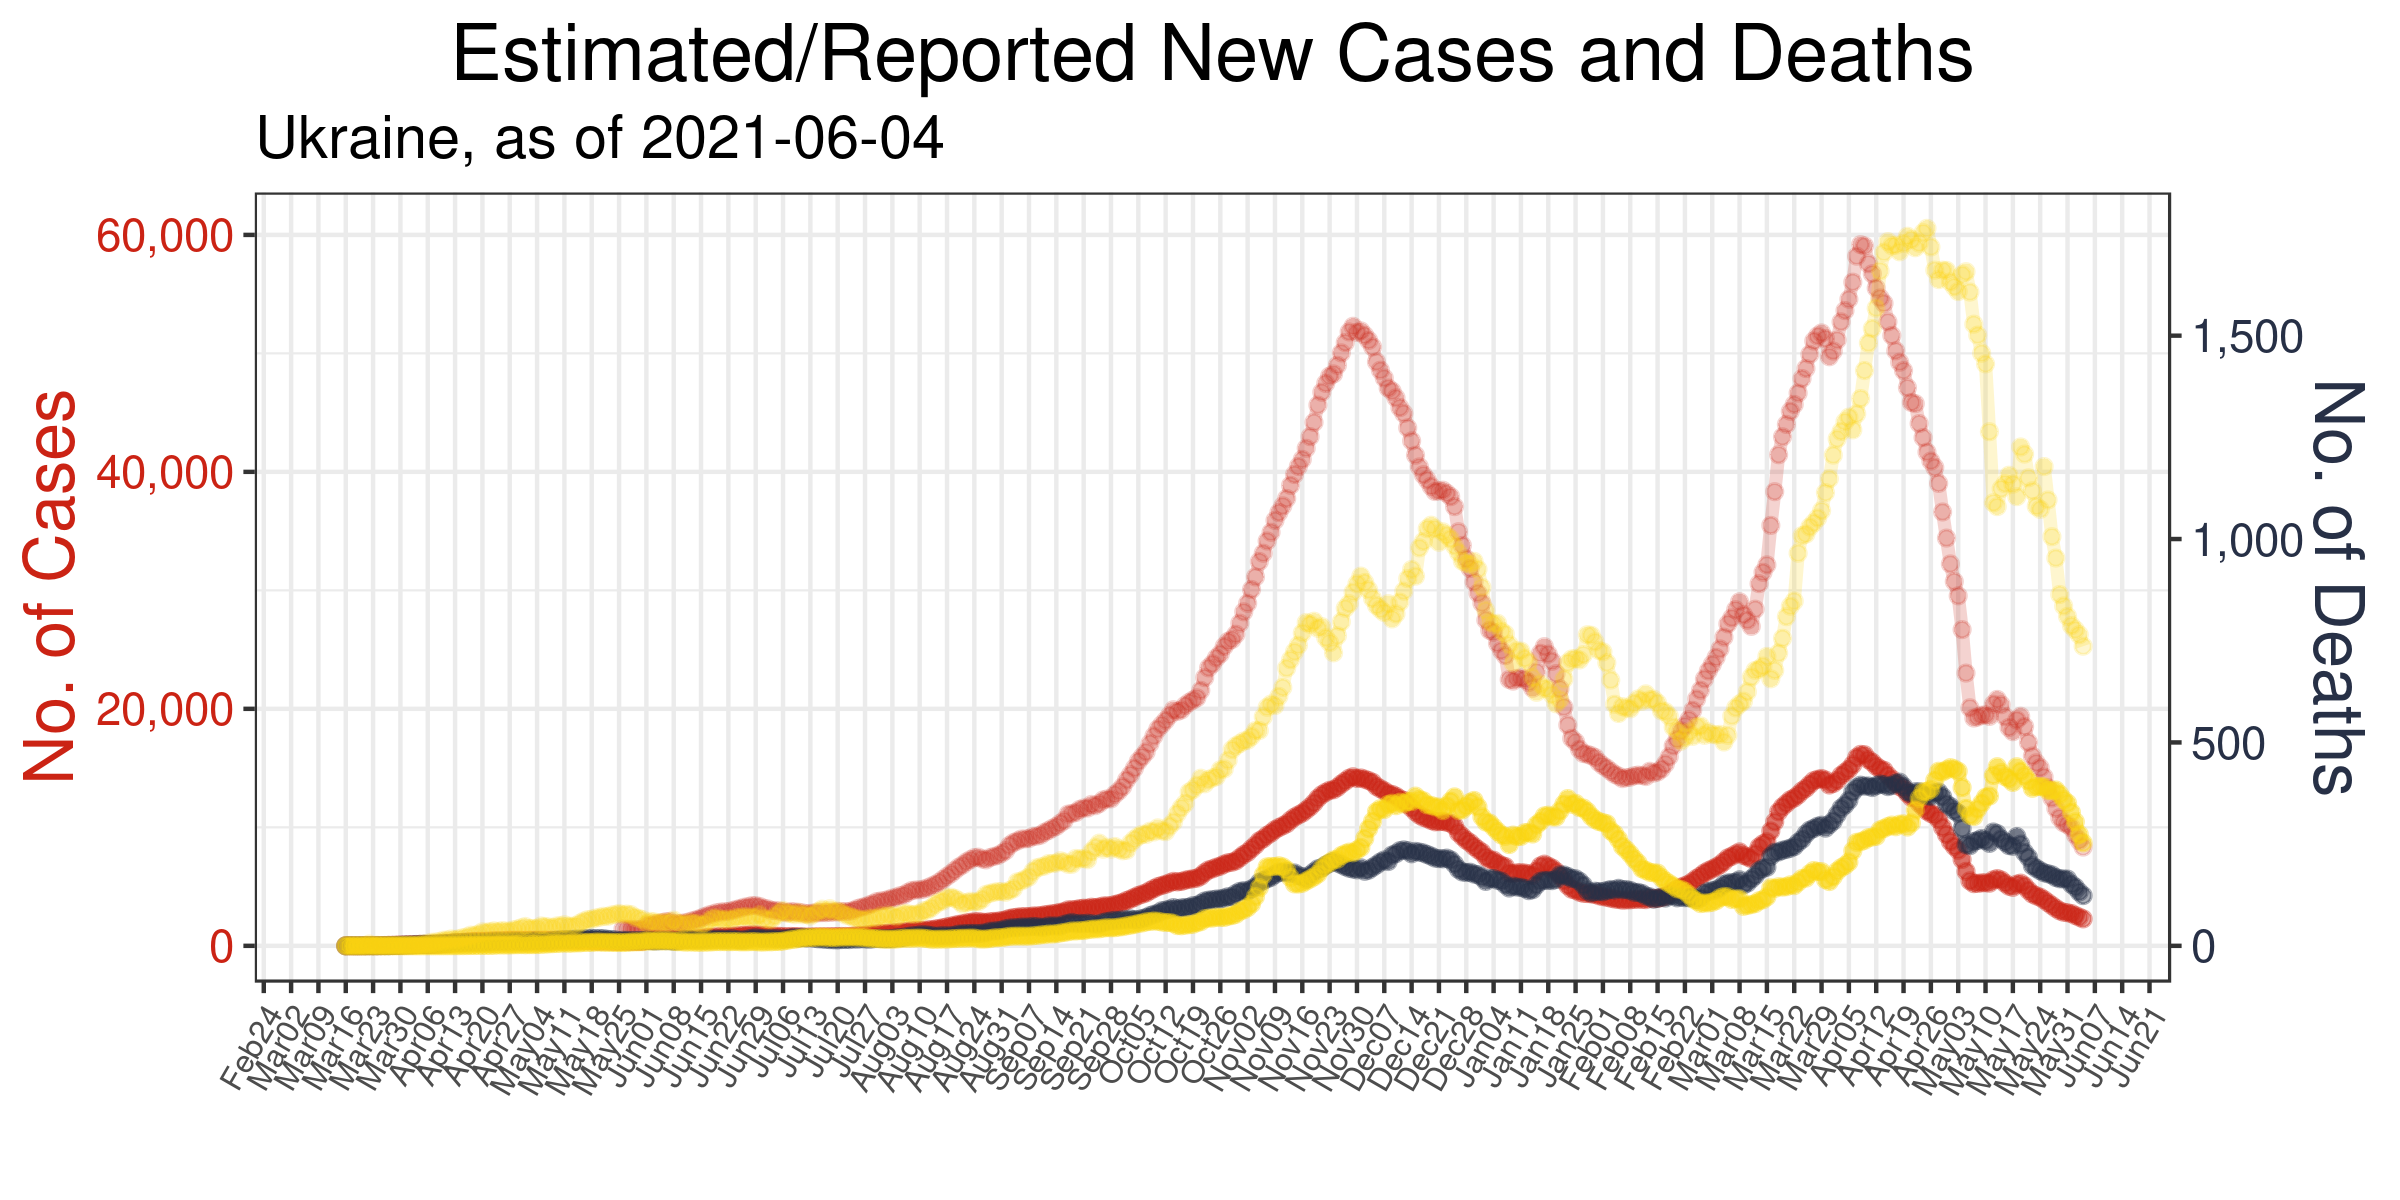 Estimated/Reported New Cases and Deaths
Ukraine, as of 2021-06-04
No. of Cases
60,000
40,000
20,000
0
No. of Deaths
1,500
1,000
500
0
Feb24
Mar02
Mar09
Mar16
Mar23
Mar30
Apr06
Apr13
Apr20
Apr27
May04
May11
May18
May25
Jun01
Jun08
Jun15
Jun22
Jun29
Jul06
Jul13
Jul20
Jul27
Aug03
Aug10
Aug17
Aug24
Aug31
Sep07
Sep14
Sep21
Sep28
Oct05
Oct12
Oct19
Oct26
Nov02
Nov09
Nov16
Nov23
Nov30
Dec07
Dec14
Dec21
Dec28
Jan04
Jan11
Jan18
Jan25
Feb01
Feb08
Feb15
Feb22
Mar01
Mar08
Mar15
Mar22
Mar29
Apr05
Apr12
Apr19
Apr26
May03
May10
May17
May24
May31
Jun07
Jun14
Jun21